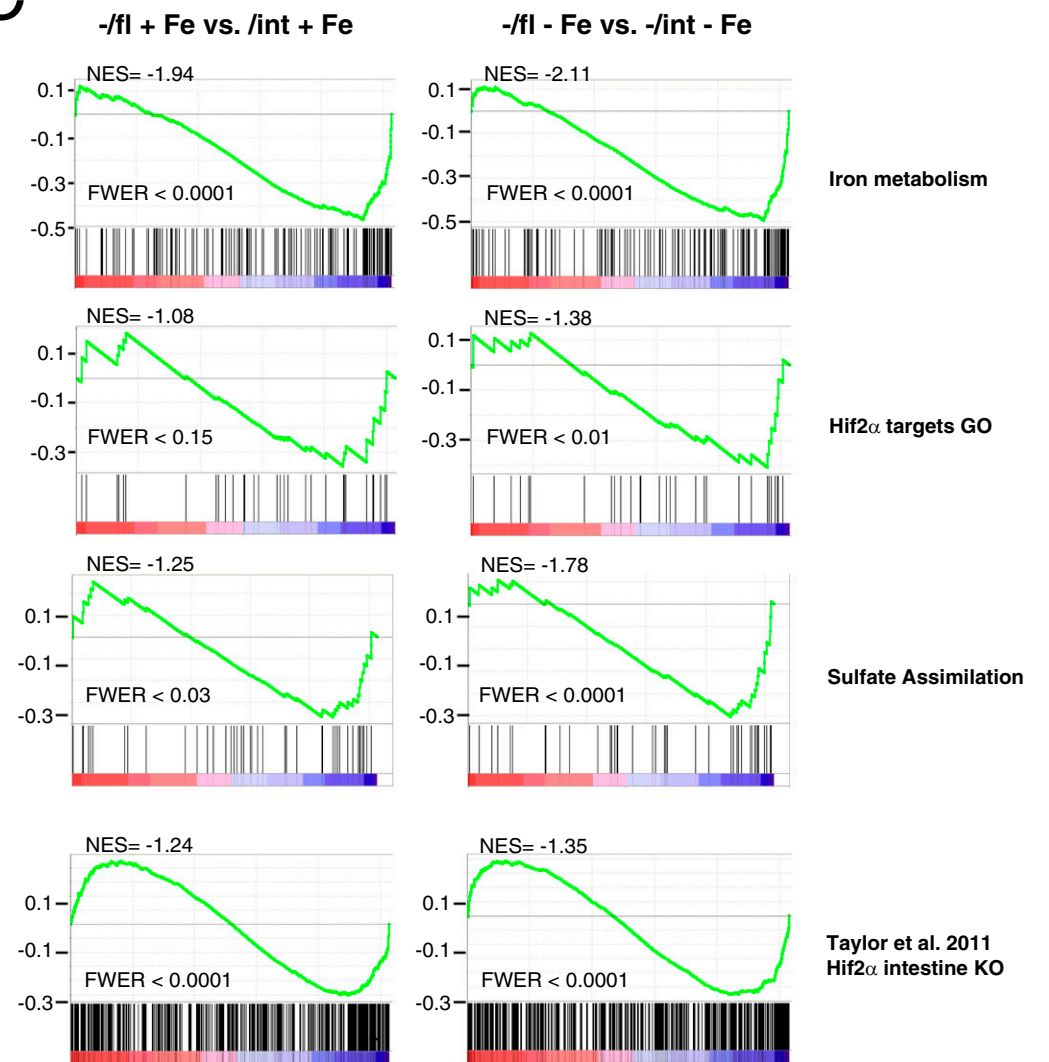 -/fl + Fe vs. /int + Fe
-/fl - Fe vs. -/int - Fe
NES= -1.94
0.1
-0.1
-0.3
-0.5
FWER < 0.0001
NES= -2.11
0.1
-0.1
-0.3
-0.5
FWER < 0.0001
Iron metabolism
NES= -1.08
0.1
-0.1
-0.3
FWER < 0.15
NES= -1.38
0.1
-0.1
-0.3
FWER < 0.01
Hif2α targets GO
NES= -1.25
0.1
-0.1
-0.3
FWER < 0.03
NES= -1.78
0.1
-0.1
-0.3
FWER < 0.0001
Sulfate Assimilation
NES= -1.24
0.1
-0.1
-0.3
FWER < 0.0001
NES= -1.35
0.1
-0.1
-0.3
FWER < 0.0001
Taylor et al. 2011
Hif2α intestine KO